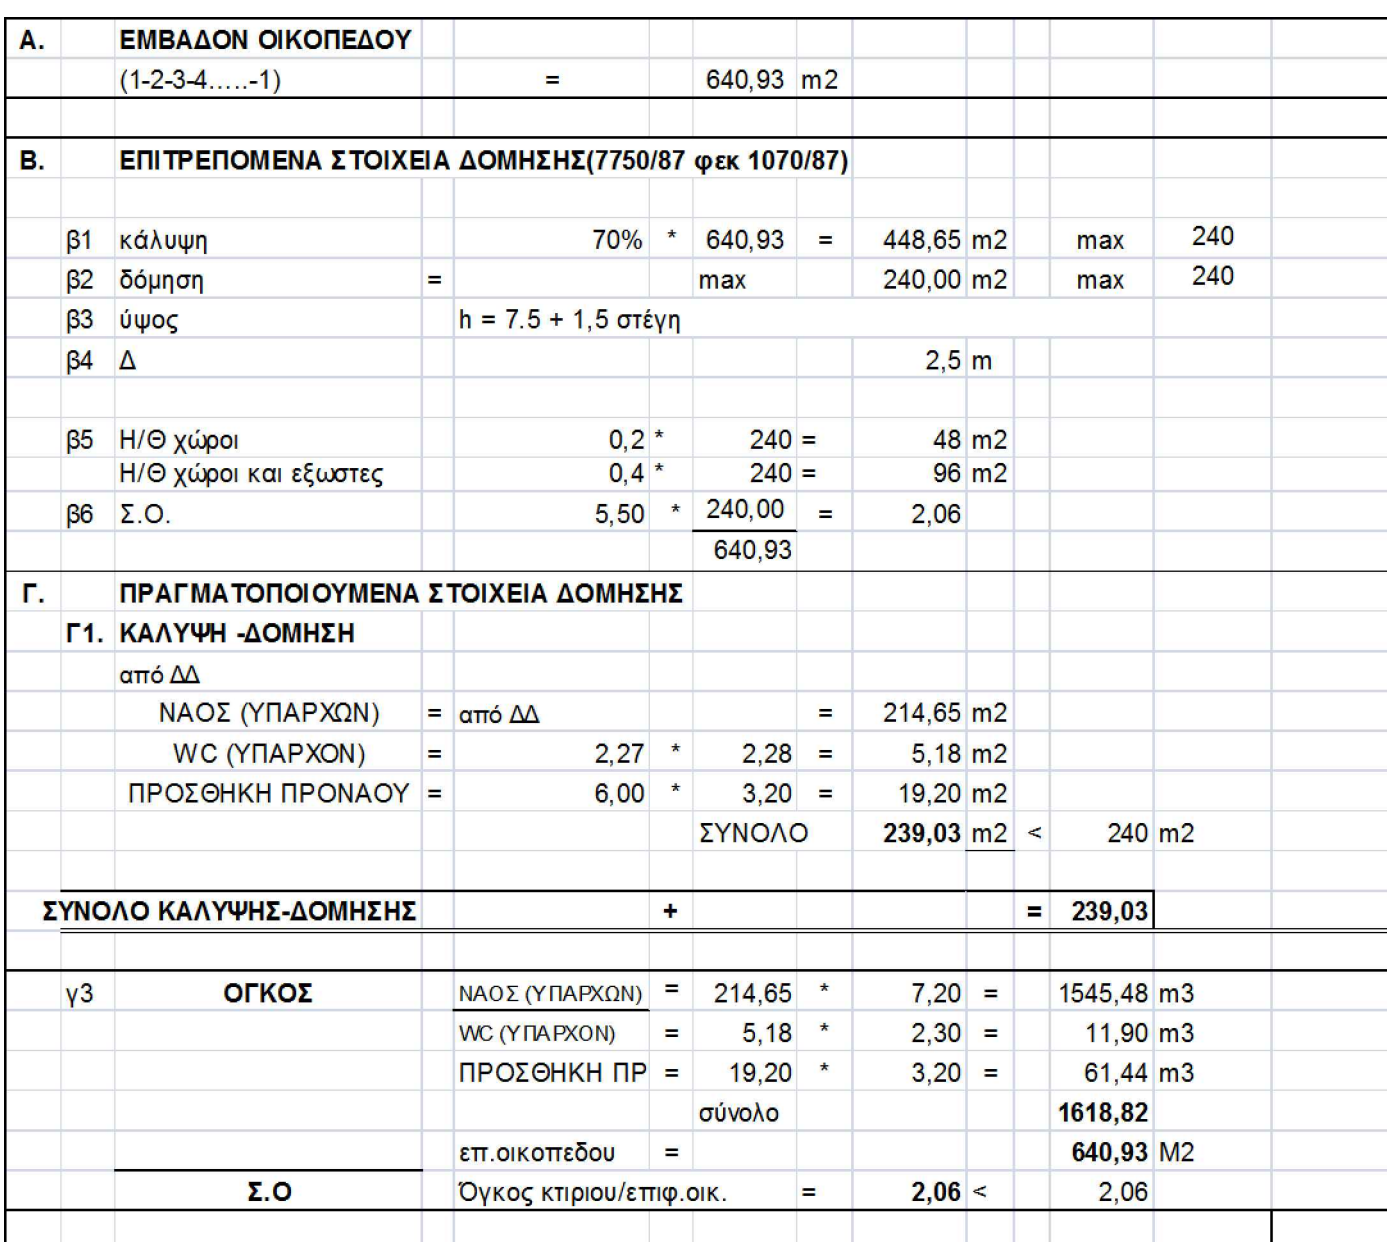 Α. ΕΜΒΑΔΟΝ ΟΙΚΟΠΕΔΟΥ
(1-2-3-4…..-1) = 640,93 m2
Β. ΕΠΙΤΡΕΠΟΜΕΝΑ ΣΤΟΙΧΕΙΑ ΔΟΜΗΣΗΣ(7750/87 φεκ 1070/87)
β1 κάλυψη 70% * 640,93 = 448,65 m2 max 240
β2 δόμηση = max 240,00 m2 max 240
β3 ύψος h = 7.5 + 1,5 στέγη
β4 Δ 2,5 m
β5 Η/Θ χώροι 0,2 * 240 = 48 m2
Η/Θ χώροι και εξωστες 0,4 * 240 = 96 m2
β6 Σ.Ο. 5,50 * 240,00 = 2,06
640,93
Γ. ΠΡΑΓΜΑΤΟΠΟΙΟΥΜΕΝΑ ΣΤΟΙΧΕΙΑ ΔΟΜΗΣΗΣ
Γ1. ΚΑΛΥΨΗ -ΔΟΜΗΣΗ
από ΔΔ
ΝΑΟΣ (ΥΠΑΡΧΩΝ) = από ΔΔ = 214,65 m2
WC (ΥΠΑΡΧΟΝ) = 2,27 * 2,28 = 5,18 m2
ΠΡΟΣΘΗΚΗ ΠΡΟΝΑΟΥ = 6,00 * 3,20 = 19,20 m2
ΣΥΝΟΛΟ 239,03 m2 < 240 m2
ΣΥΝΟΛΟ ΚΑΛΥΨΗΣ-ΔΟΜΗΣΗΣ + = 239,03
γ3 ΟΓΚΟΣ ΝΑΟΣ (ΥΠΑΡΧΩΝ) = 214,65 * 7,20 = 1545,48 m3
WC (ΥΠΑΡΧΟΝ) = 5,18 * 2,30 = 11,90 m3
ΠΡΟΣΘΗΚΗ ΠΡ = 19,20 * 3,20 = 61,44 m3
σύνολο 1618,82
επ.οικοπεδου = 640,93 M2
Σ.Ο Όγκος κτιριου/επιφ.οικ. = 2,06 < 2,06